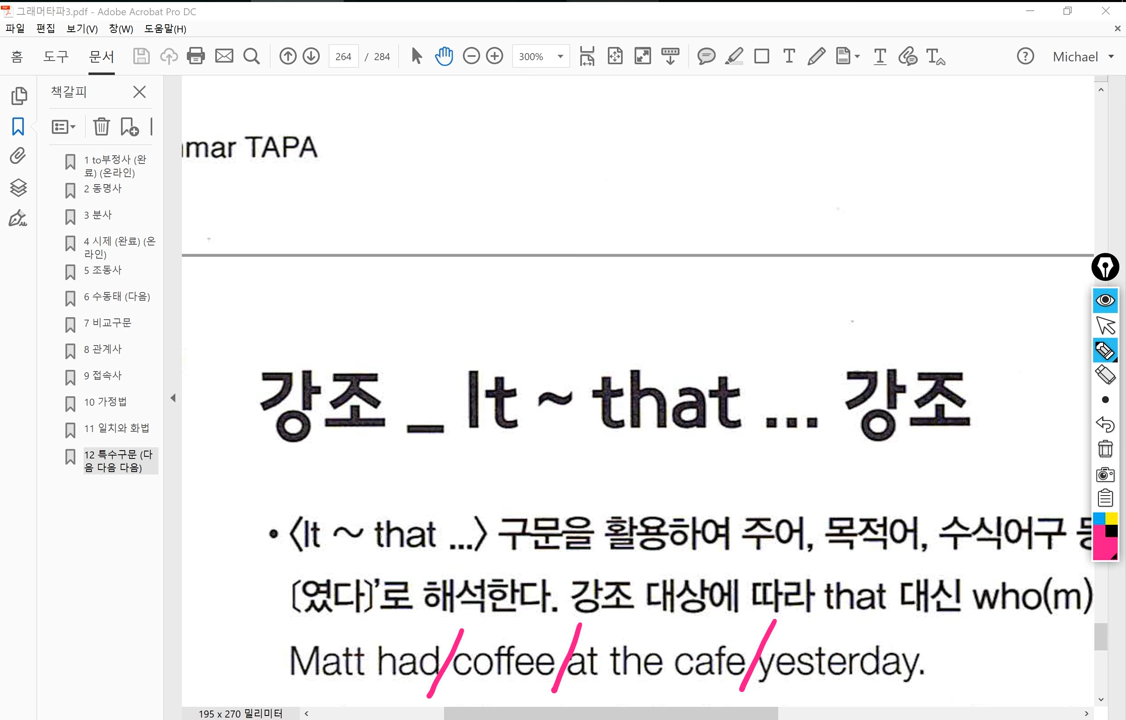 그래머타파3.pdf - Adobe Acrobat Pro DC
파일 편집 보기(V) 창(W) 도움말(H)
홈 도구 문서 264 / 284 300% Michael
책갈피
1 to부정사 (완
료) (온라인)
2 동명사
3 분사
4 시제 (완료) (온
라인)
5 조동사
6 수동태 (다음)
7 비교구문
8 관계사
9 접속사
10 가정법
11 일치와 화법
12 특수구문 (다
음 다음 다음)
mar TAPA
강조 _ It ~ that ... 강조
• 〈It ~ that ...〉 구문을 활용하여 주어, 목적어, 수식어구
〔였다〕'로 해석한다. 강조 대상에 따라 that 대신 who(m)
Matt had coffee at the cafe yesterday.
195 x 270 밀리미터